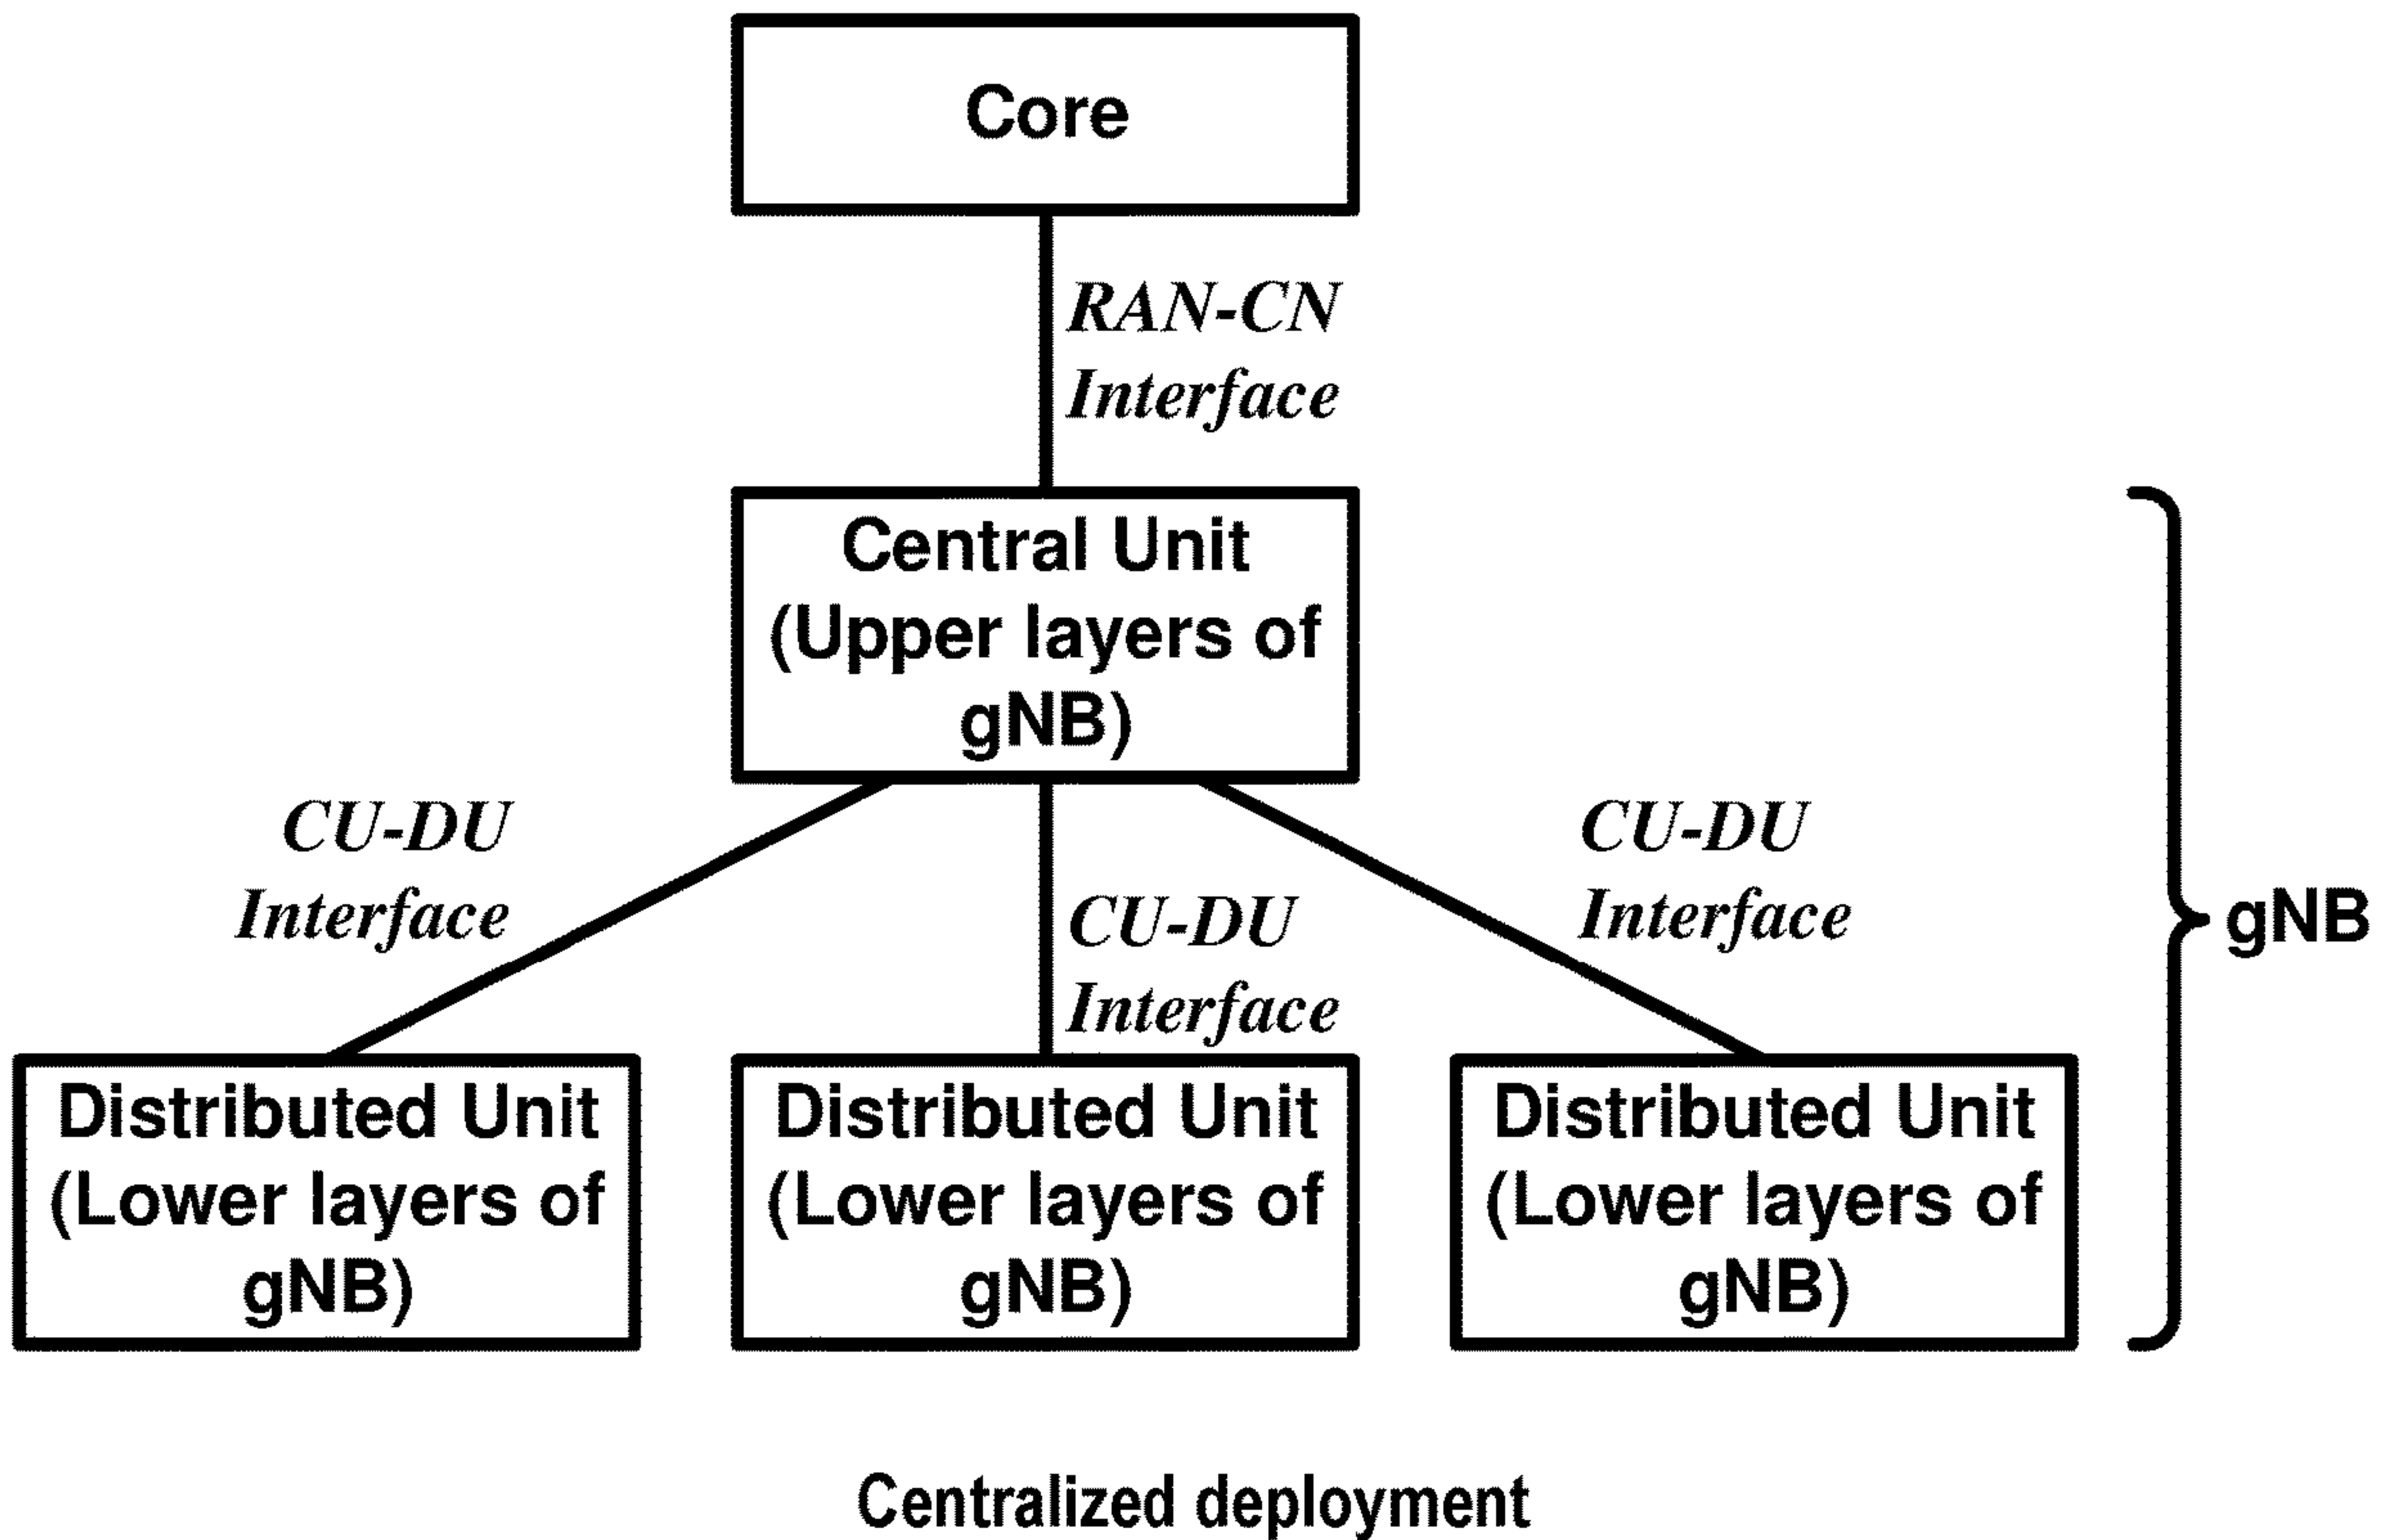 Core
RAN-CN
Interface
Central Unit
(Upper layers of
gNB)
CU-DU
Interface
CU-DU
Interface
CU-DU
Interface
gNB
Distributed Unit
(Lower layers of
gNB)
Distributed Unit
(Lower layers of
gNB)
Distributed Unit
(Lower layers of
gNB)
Centralized deployment